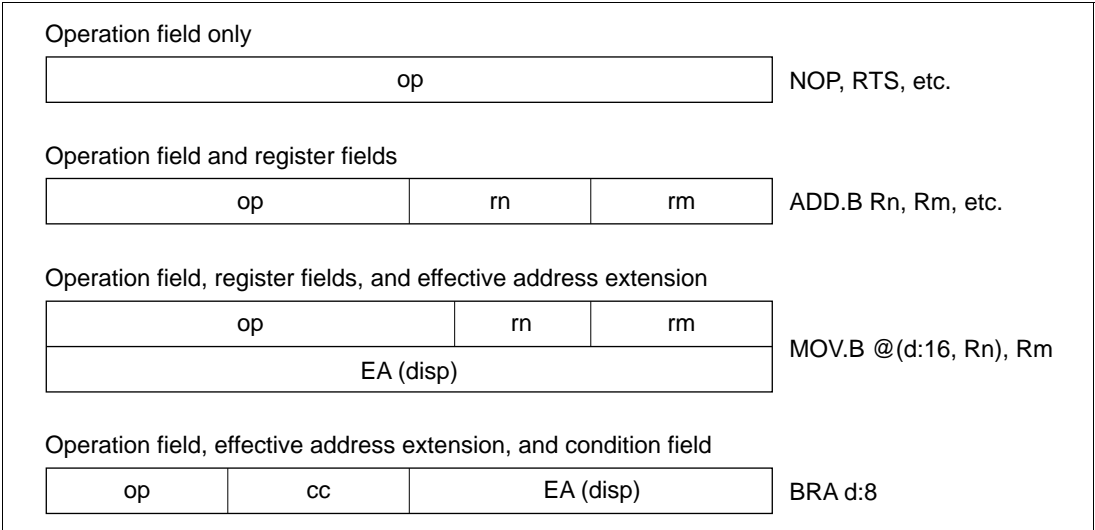 Operation field only
op NOP, RTS, etc.
Operation field and register fields
op rn rm ADD.B Rn, Rm, etc.
Operation field, register fields, and effective address extension
op rn rm
MOV.B @(d:16, Rn), Rm
EA (disp)
Operation field, effective address extension, and condition field
op cc EA (disp) BRA d:8